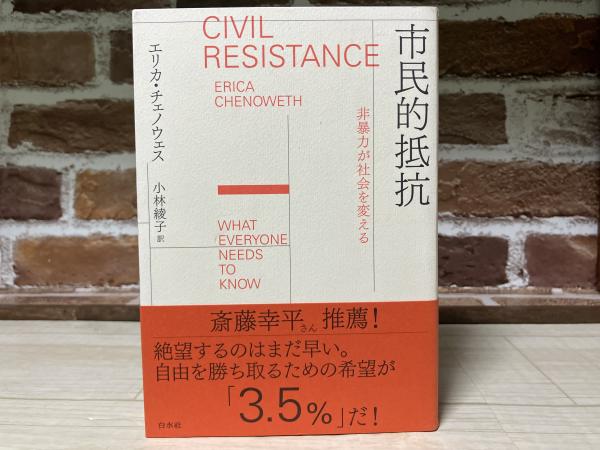 CIVIL
RESISTANCE
ERICA
CHENOWETH
市民的抵抗
非暴力が社会を変える
エリカ・チェノウェス
小林綾子 訳
WHAT
EVERYONE
NEEDS
TO
KNOW
斎藤幸平さん 推薦!
絶望するのはまだ早い。
自由を勝ち取るための希望が
「3.5%」だ!
白水社